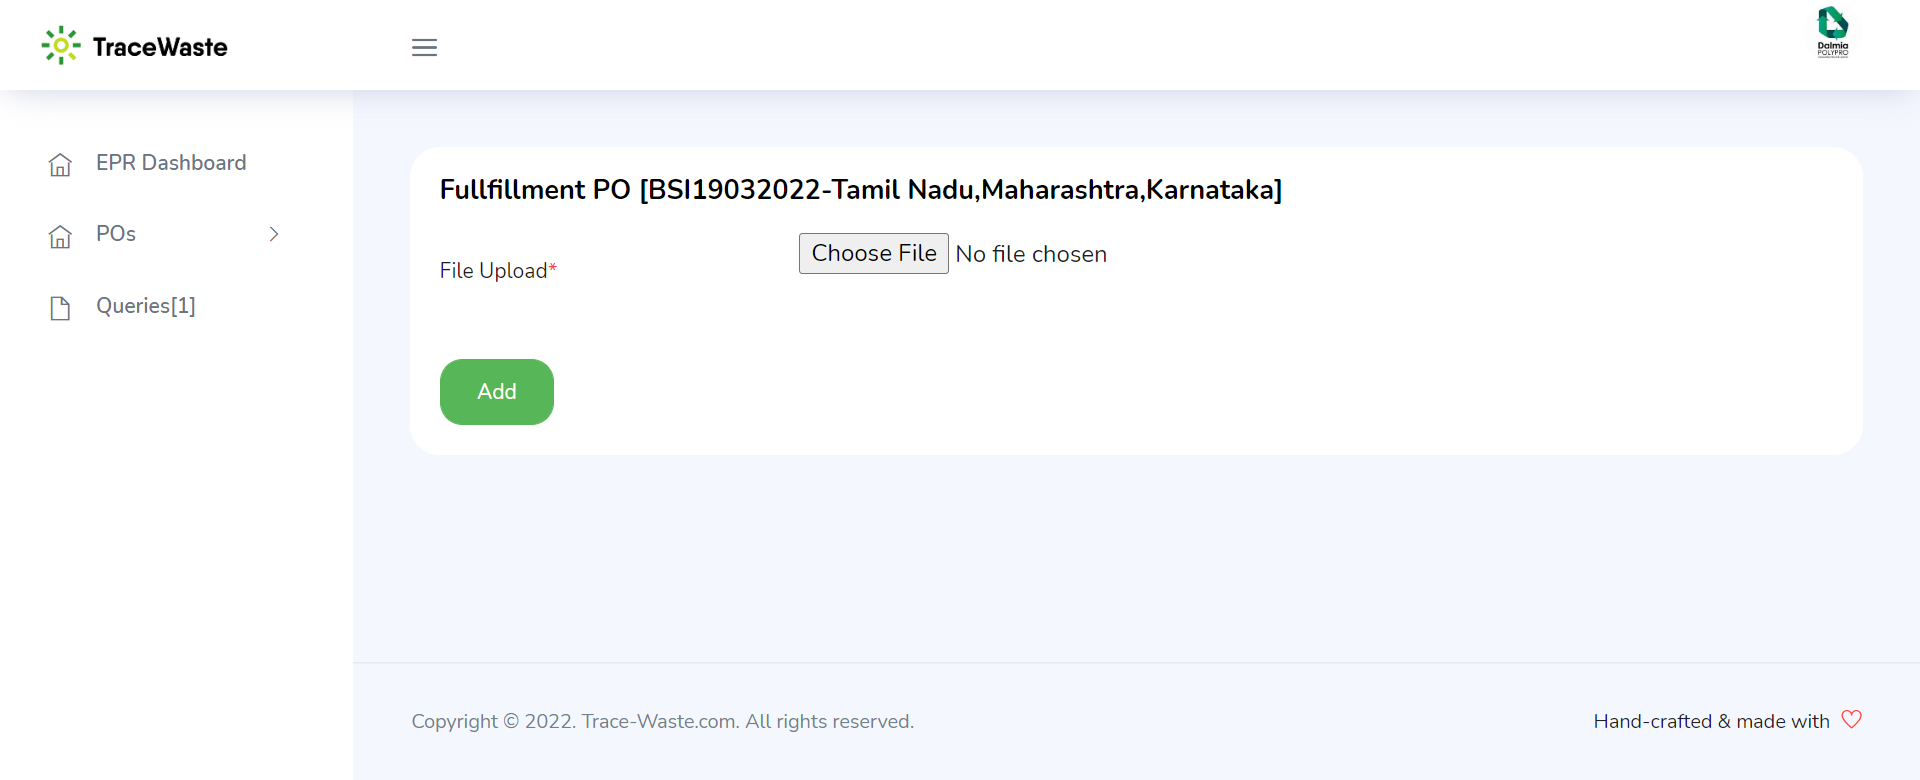 TraceWaste
Dalmia
POLYPRO
EPR Dashboard
POs
Queries[1]
Fullfillment PO [BSI19032022-Tamil Nadu,Maharashtra,Karnataka]
File Upload*
Choose File No file chosen
Add
Copyright © 2022. Trace-Waste.com. All rights reserved.
Hand-crafted & made with